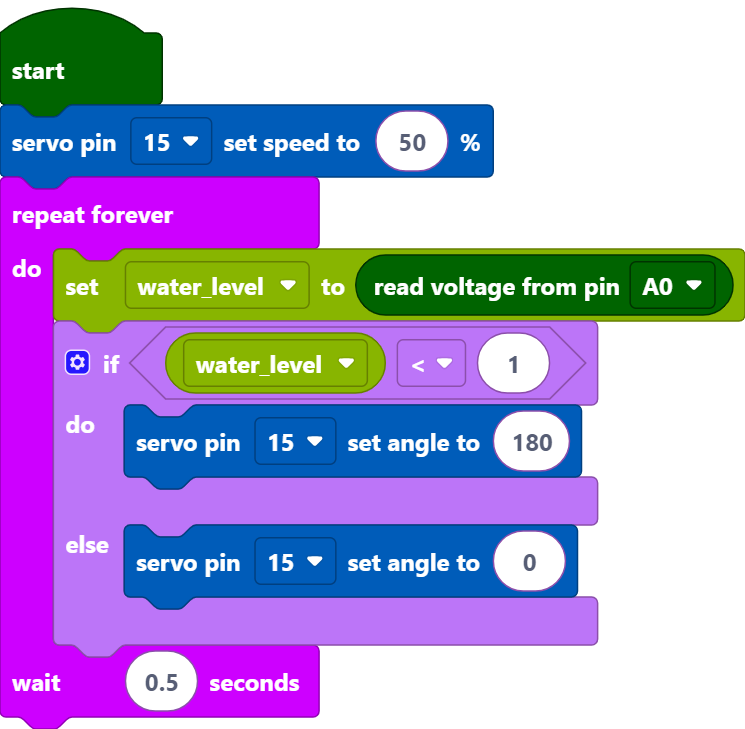 start
servo pin 15 set speed to 50 %
repeat forever
do set water_level to read voltage from pin A0
if water_level < 1
do servo pin 15 set angle to 180
else servo pin 15 set angle to 0
wait 0.5 seconds